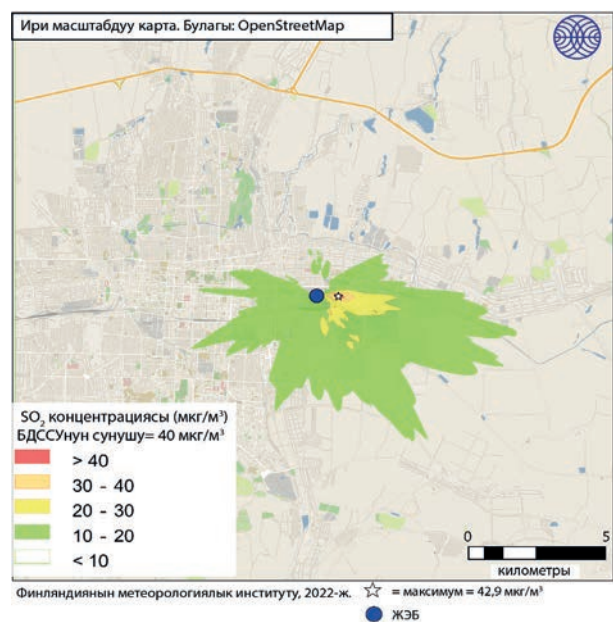 Ири масштабдуу карта. Булагы: OpenStreetMap
SO₂ концентрациясы (мкг/м³)
БДССУнун сунушу= 40 мкг/м³
> 40
30 - 40
20 - 30
10 - 20
< 10
0 5
километры
Финляндиянын метеорологиялык институту, 2022-ж.
= максимум = 42,9 мкг/м³
ЖЭБ